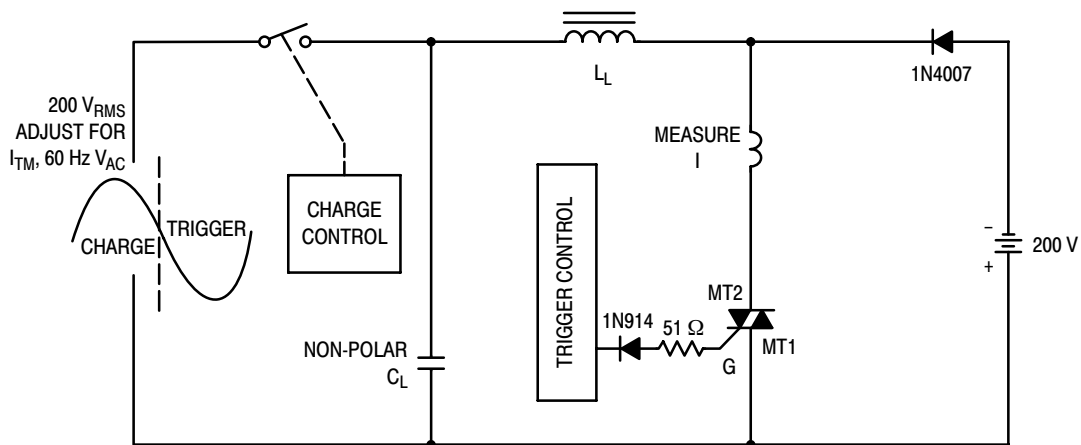 200 V_RMS
ADJUST FOR
I_TM, 60 Hz V_AC
CHARGE
TRIGGER
CHARGE
CONTROL
NON-POLAR
C_L
L_L
TRIGGER CONTROL
1N914
51 Ω
MEASURE
I
MT2
MT1
G
1N4007
–
+
200 V